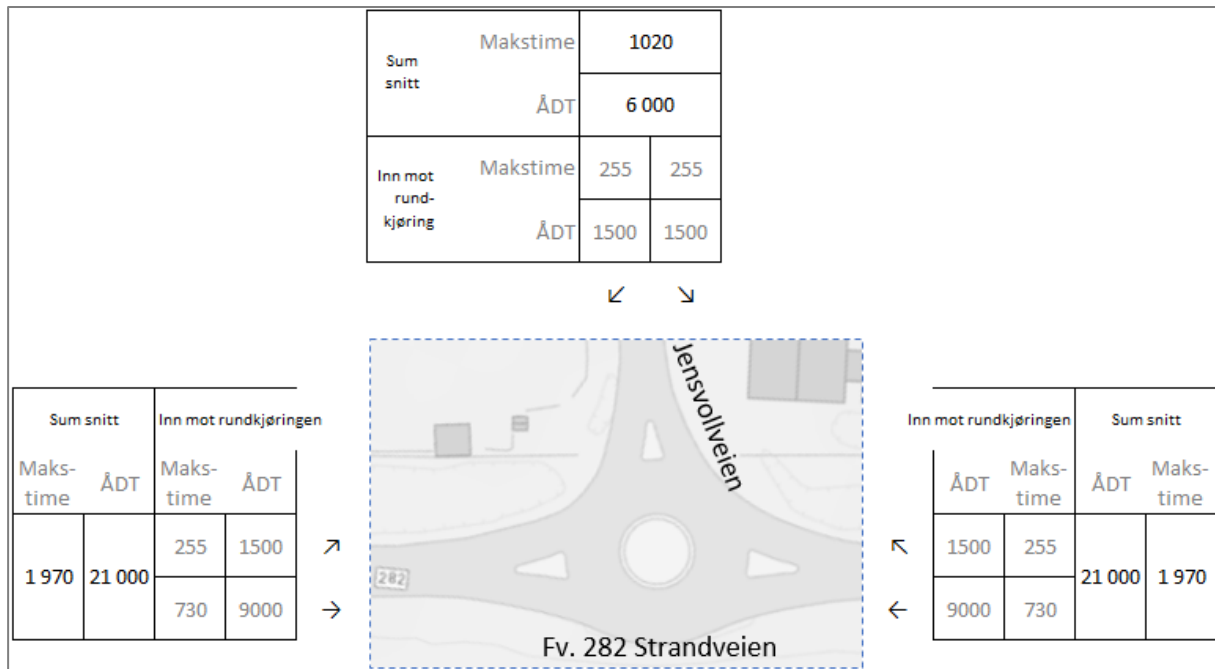 Sum
snitt
Makstime
1020
ÅDT
6 000
Inn mot
rund-
kjøring
Makstime
255
255
ÅDT
1500
1500
↙ ↘
Sum snitt
Inn mot rundkjøringen
Maks-
time
ÅDT
Maks-
time
ÅDT
1 970
21 000
255
1500
↗
730
9000
→
Jensvollveien
282
Fv. 282 Strandveien
Inn mot rundkjøringen
Sum snitt
ÅDT
Maks-
time
ÅDT
Maks-
time
↖
1500
255
←
9000
730
21 000
1 970